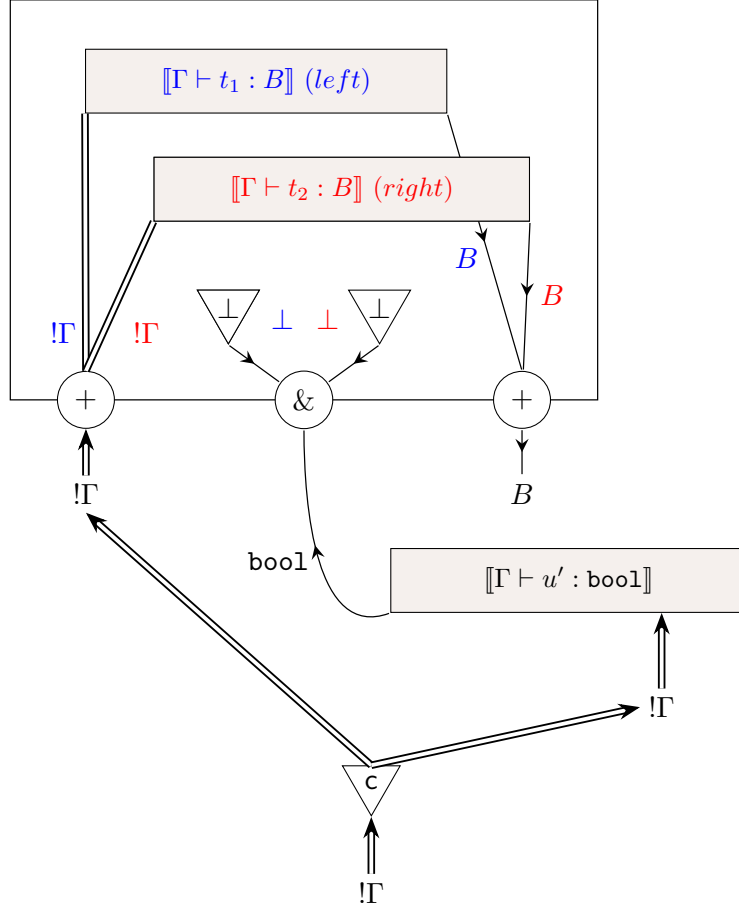 ⟦Γ ⊢ t₁ : B⟧ (left)
⟦Γ ⊢ t₂ : B⟧ (right)
B
B
⊥ ⊥ ⊥ ⊥
!Γ !Γ
+ & +
!Γ B
bool
⟦Γ ⊢ u′ : bool⟧
!Γ
c
!Γ